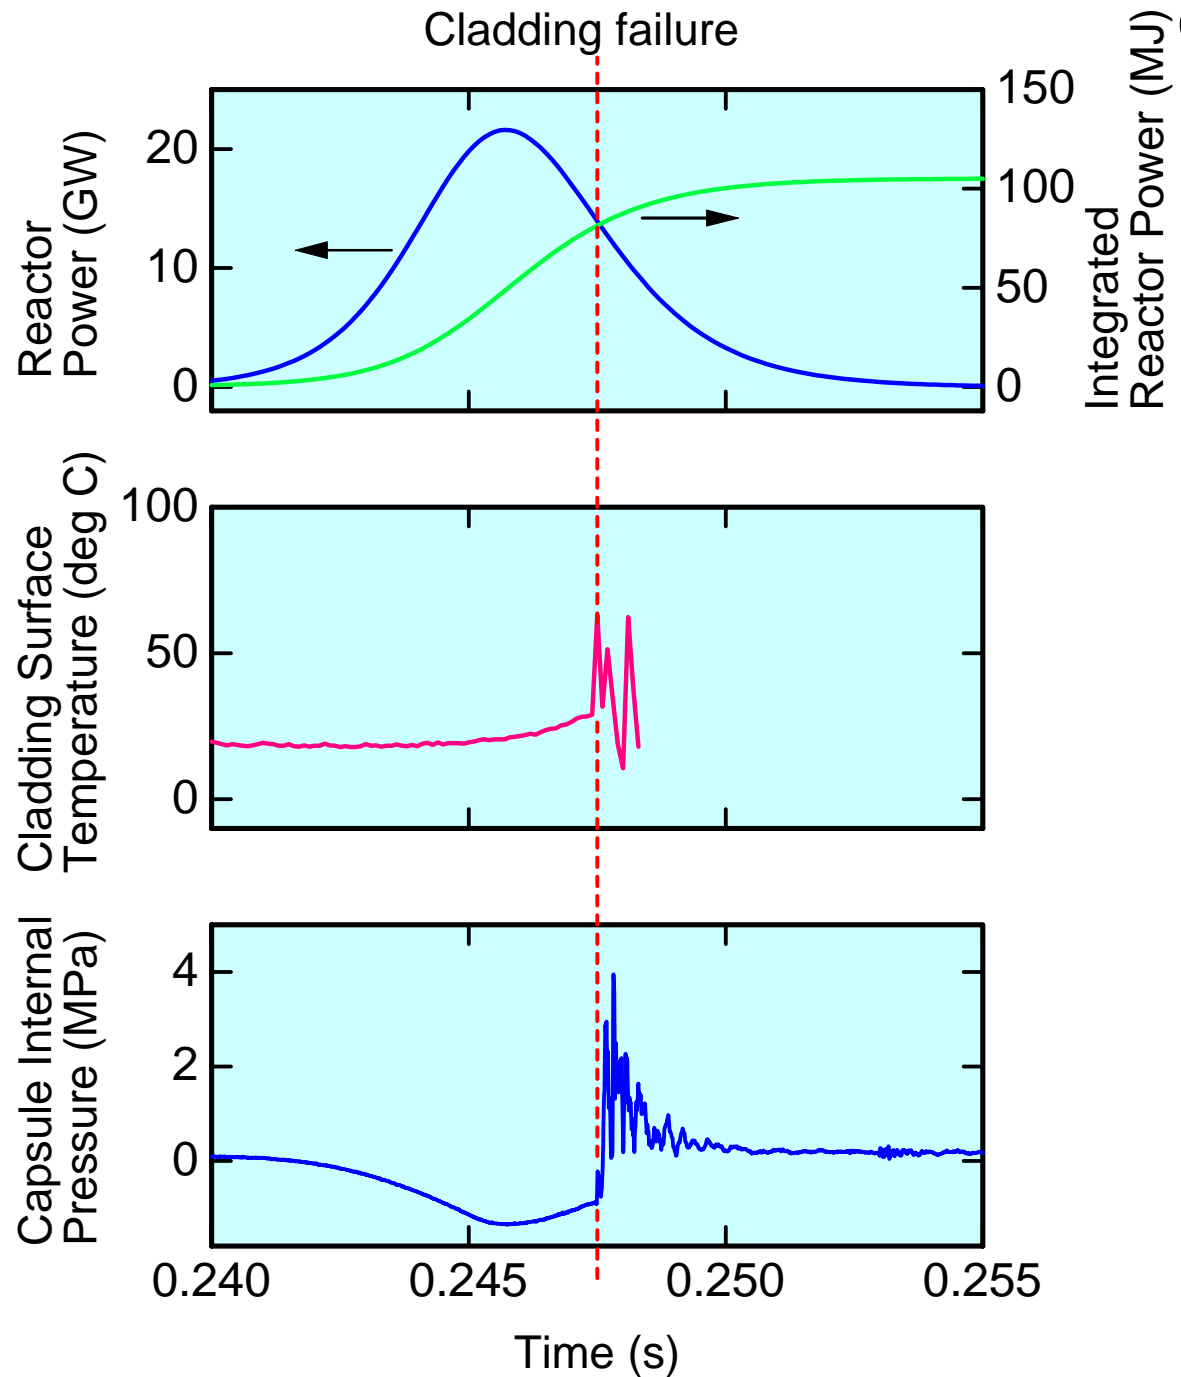 Cladding failure
Reactor
Power (GW)
20
10
0
150
100
50
0
Integrated
Reactor Power (MJ)
Cladding Surface
Temperature (deg C)
100
50
0
Capsule Internal
Pressure (MPa)
4
2
0
0.240 0.245 0.250 0.255
Time (s)